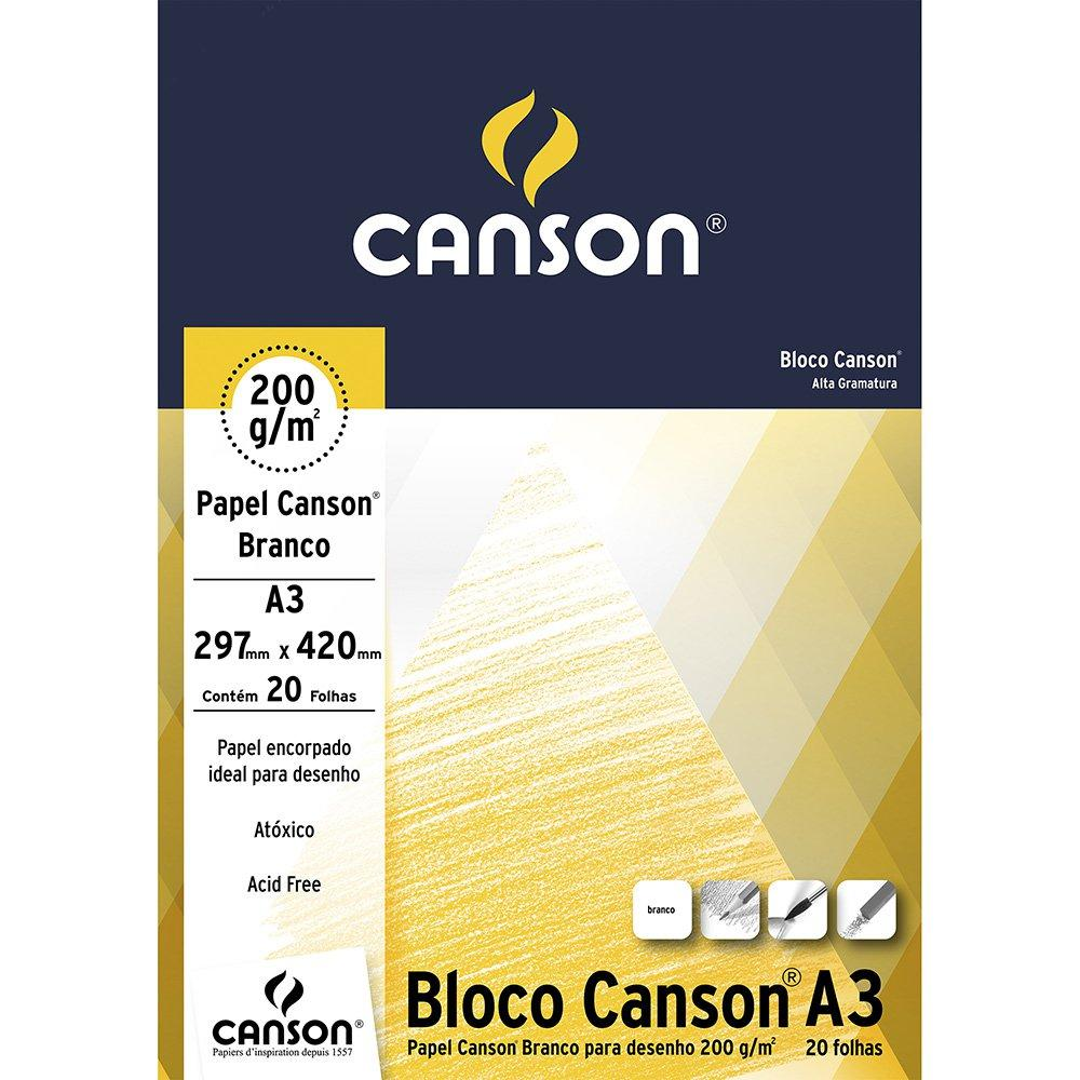 CANSON®
Bloco Canson®
Alta Gramatura
200
g/m²
Papel Canson®
Branco
A3
297mm x 420mm
Contém 20 Folhas
Papel encorpado
ideal para desenho
Atóxico
Acid Free
branco
CANSON®
Papiers d'inspiration depuis 1557
Bloco Canson® A3
Papel Canson Branco para desenho 200 g/m² 20 folhas